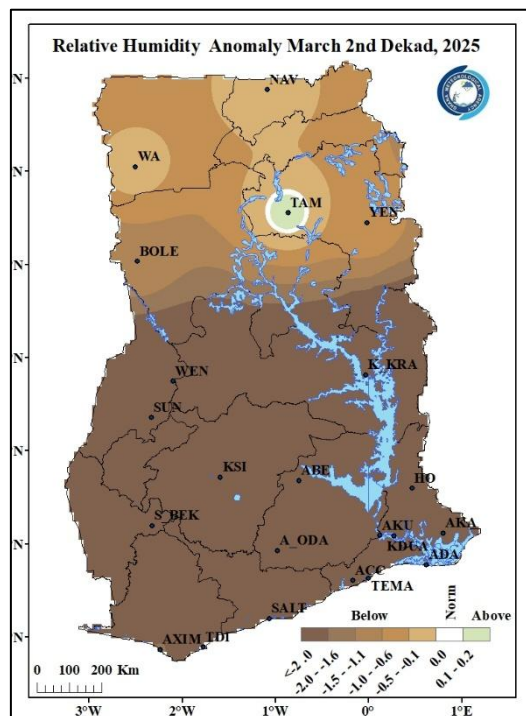 Relative Humidity Anomaly March 2nd Dekad, 2025
NAV
WA
TAM
YEN
BOLE
K_KRA
WEN
SUN
KSI
ABE
HO
S_BEK
AKU
AKA
KDUA
A_ODA
ADA
ACC
TEMA
SALT
AXIM
TDI
Below
Norm
Above
<-2.0
-2.0 - -1.6
-1.5 - -1.1
-1.0 - -0.6
-0.5 - -0.1
0.0
0.1 - 0.2
0 100 200 Km
3°W 2°W 1°W 0° 1°E
N
N
N
N
N
N
N